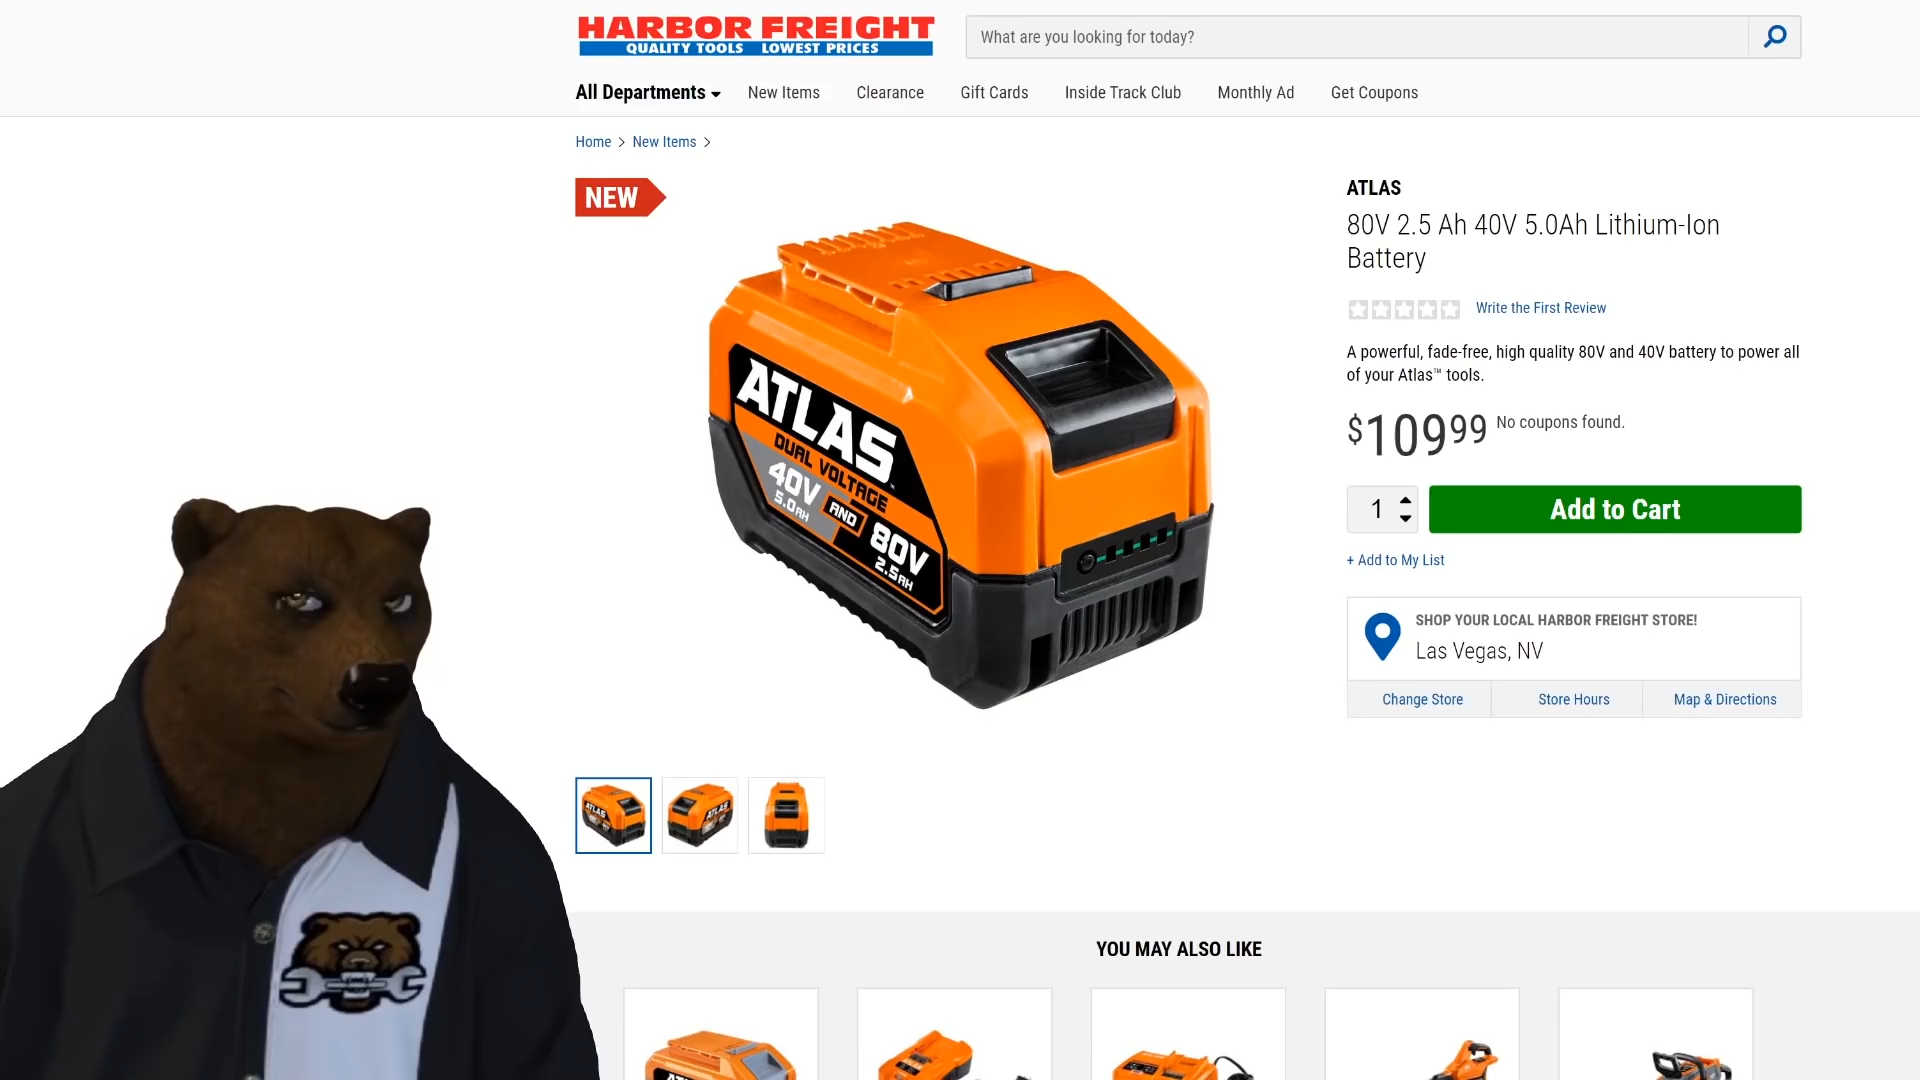 HARBOR FREIGHT
QUALITY TOOLS LOWEST PRICES
What are you looking for today?
All Departments
New Items
Clearance
Gift Cards
Inside Track Club
Monthly Ad
Get Coupons
Home > New Items >
NEW
ATLAS
DUAL VOLTAGE
40V
5.0AH
AND
80V
2.5AH
ATLAS
80V 2.5 Ah 40V 5.0Ah Lithium-Ion
Battery
Write the First Review
A powerful, fade-free, high quality 80V and 40V battery to power all
of your Atlas™ tools.
$10999 No coupons found.
1
Add to Cart
+ Add to My List
SHOP YOUR LOCAL HARBOR FREIGHT STORE!
Las Vegas, NV
Change Store
Store Hours
Map & Directions
ATLAS
ATLAS
YOU MAY ALSO LIKE